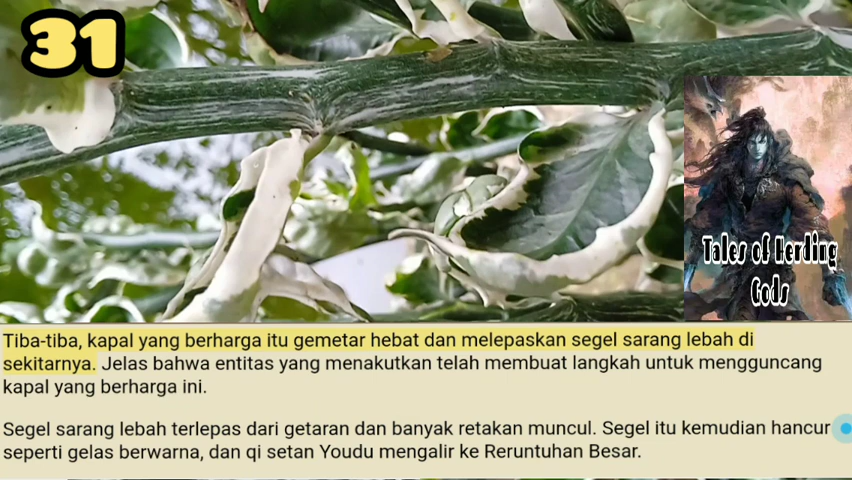 31
Tales of Herding
Gods
Tiba-tiba, kapal yang berharga itu gemetar hebat dan melepaskan segel sarang lebah di
sekitarnya. Jelas bahwa entitas yang menakutkan telah membuat langkah untuk mengguncang
kapal yang berharga ini.
Segel sarang lebah terlepas dari getaran dan banyak retakan muncul. Segel itu kemudian hancur
seperti gelas berwarna, dan qi setan Youdu mengalir ke Reruntuhan Besar.